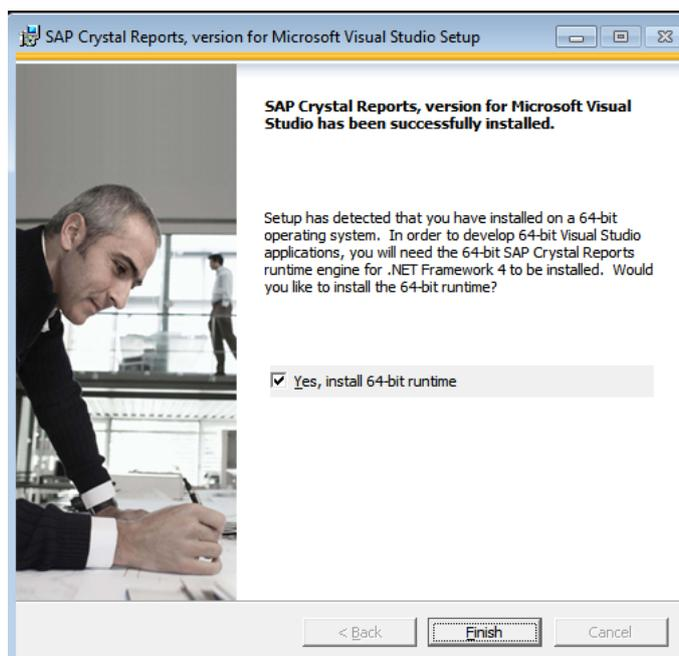 SAP Crystal Reports, version for Microsoft Visual Studio Setup
SAP Crystal Reports, version for Microsoft Visual
Studio has been successfully installed.
Setup has detected that you have installed on a 64-bit
operating system. In order to develop 64-bit Visual Studio
applications, you will need the 64-bit SAP Crystal Reports
runtime engine for .NET Framework 4 to be installed. Would
you like to install the 64-bit runtime?
Yes, install 64-bit runtime
< Back
Finish
Cancel